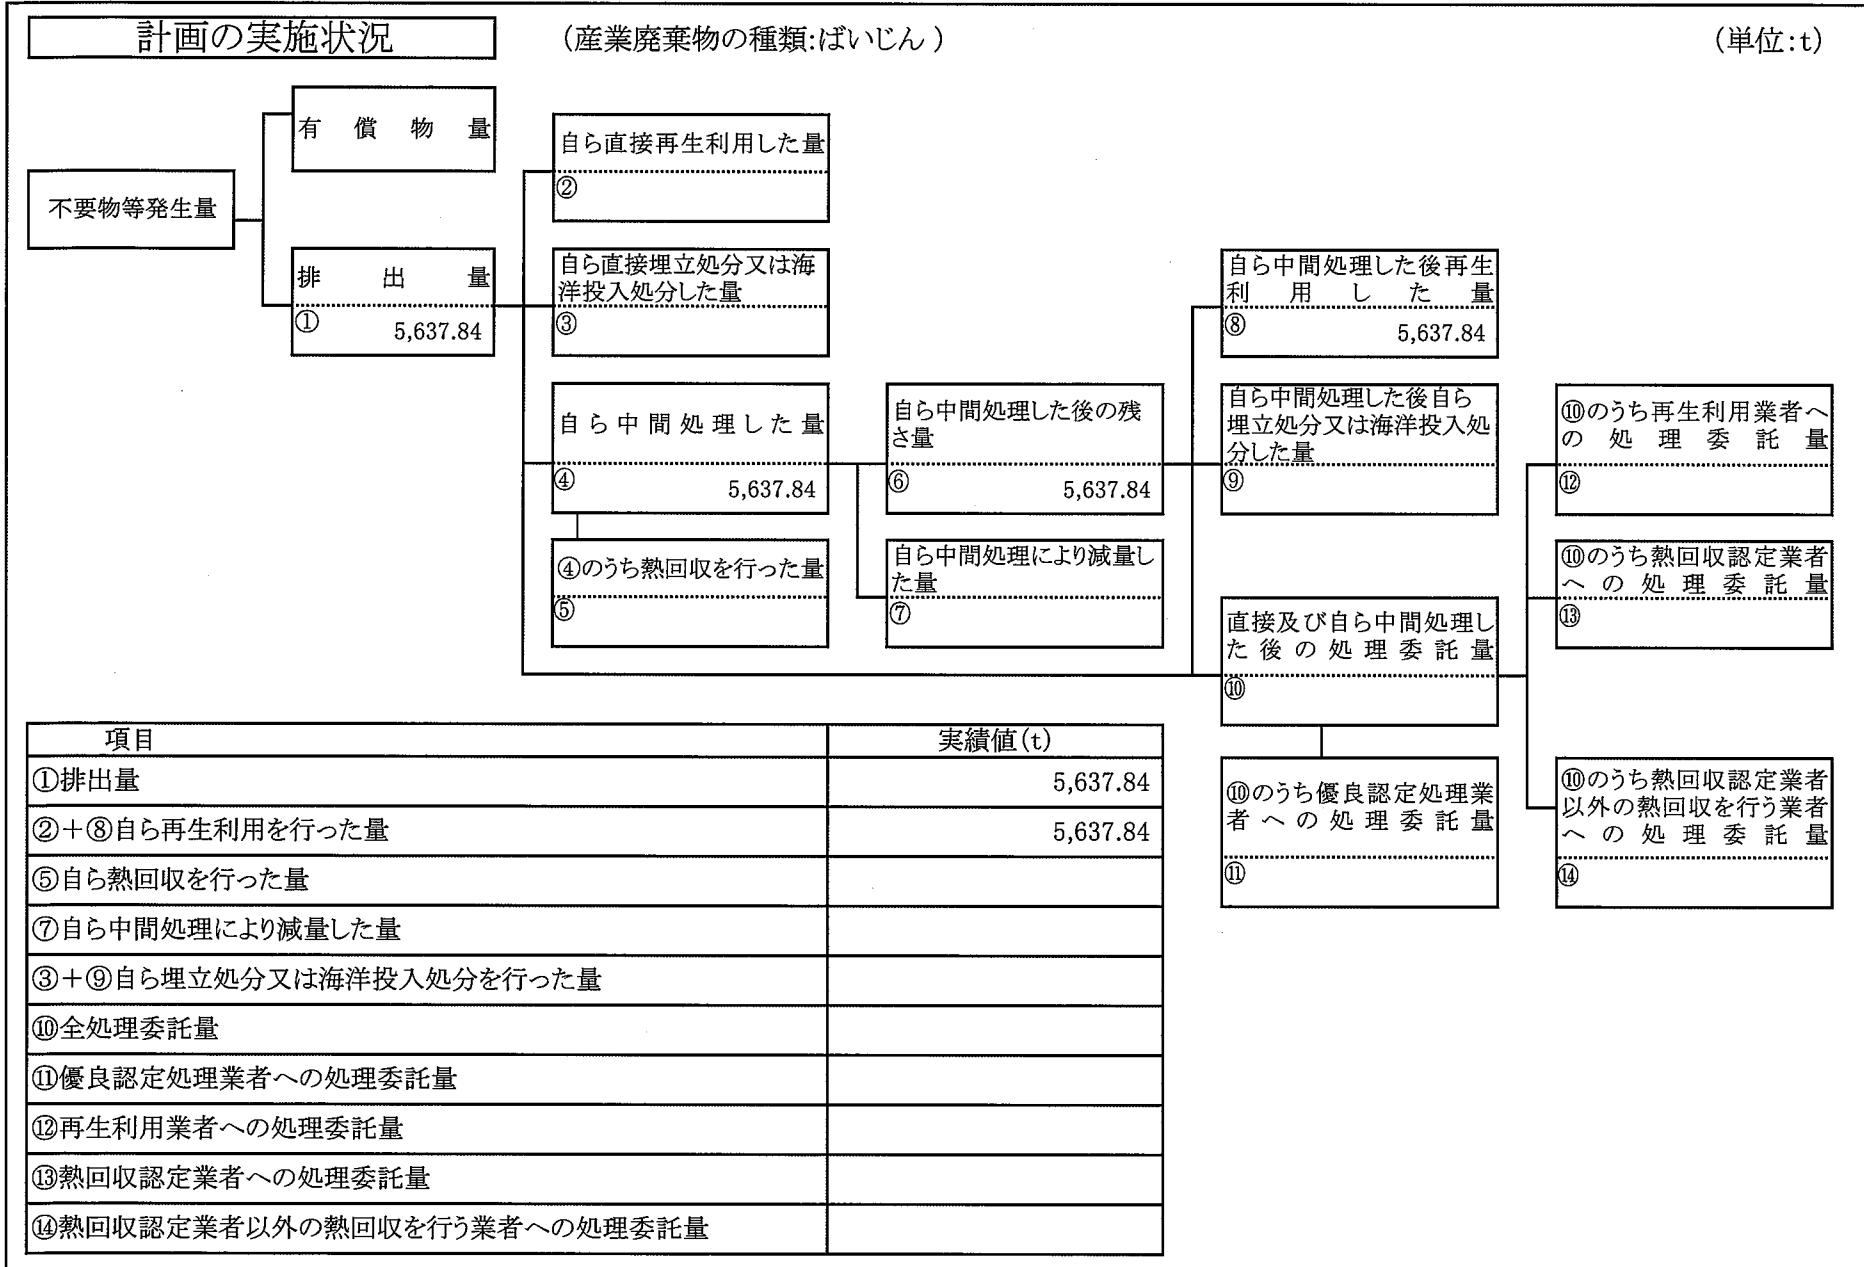 計画の実施状況 (産業廃棄物の種類:ばいじん) (単位:t)
不要物等発生量
有償物量
排出量
① 5,637.84
自ら直接再生利用した量
②
自ら直接埋立処分又は海
洋投入処分した量
③
自ら中間処理した量
④ 5,637.84
④のうち熱回収を行った量
⑤
自ら中間処理した後の残
さ量
⑥ 5,637.84
自ら中間処理により減量し
た量
⑦
自ら中間処理した後再生
利用した量
⑧ 5,637.84
自ら中間処理した後自ら
埋立処分又は海洋投入処
分した量
⑨
直接及び自ら中間処理し
た後の処理委託量
⑩
⑩のうち優良認定処理業
者への処理委託量
⑪
⑩のうち再生利用業者へ
の処理委託量
⑫
⑩のうち熱回収認定業者
への処理委託量
⑬
⑩のうち熱回収認定業者
以外の熱回収を行う業者
への処理委託量
⑭
項目 実績値(t)
①排出量 5,637.84
②+⑧自ら再生利用を行った量 5,637.84
⑤自ら熱回収を行った量
⑦自ら中間処理により減量した量
③+⑨自ら埋立処分又は海洋投入処分を行った量
⑩全処理委託量
⑪優良認定処理業者への処理委託量
⑫再生利用業者への処理委託量
⑬熱回収認定業者への処理委託量
⑭熱回収認定業者以外の熱回収を行う業者への処理委託量